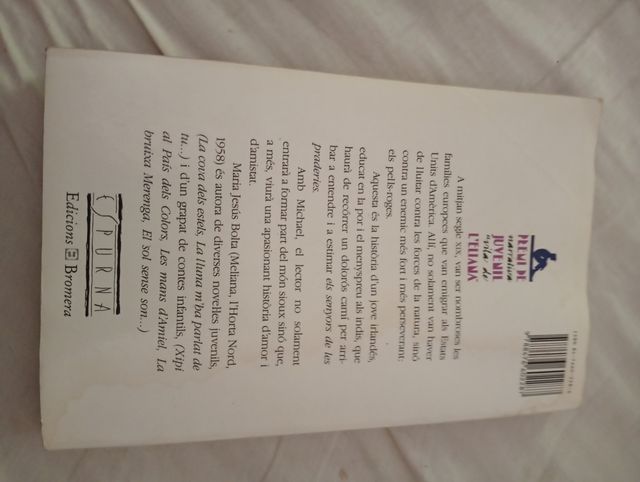 PREMI DE
narrativa
JUVENIL
vila de
L'ELIANA
A mitjan segle XIX, van ser nombroses les
famílies europees que van emigrar als Estats
Units d'Amèrica. Allí, no solament van haver
de lluitar contra les forces de la natura, sinó
contra un enemic més fort i més perseverant:
els pells-roges.
Aquesta és la història d'un jove irlandés,
educat en la por i el menyspreu als indis, que
haurà de recórrer un dolorós camí per arri-
bar a entendre i a estimar els senyors de les
praderies.
Amb Michael, el lector no solament
entrarà a formar part del món sioux sinó que,
a més, viurà una apasionant història d'amor i
d'amistat.
Maria Jesús Bolta (Meliana, l'Horta Nord,
1958) és autora de diverses novel·les juvenils,
(La cova dels estels, La lluna m'ha parlat de
tu...) i d'un grapat de contes infantils, (Xipi
al País dels Colors, Les mans d'Amiel, La
bruixa Merenga, El sol sense son...)
ESPURNA
Edicions Bromera